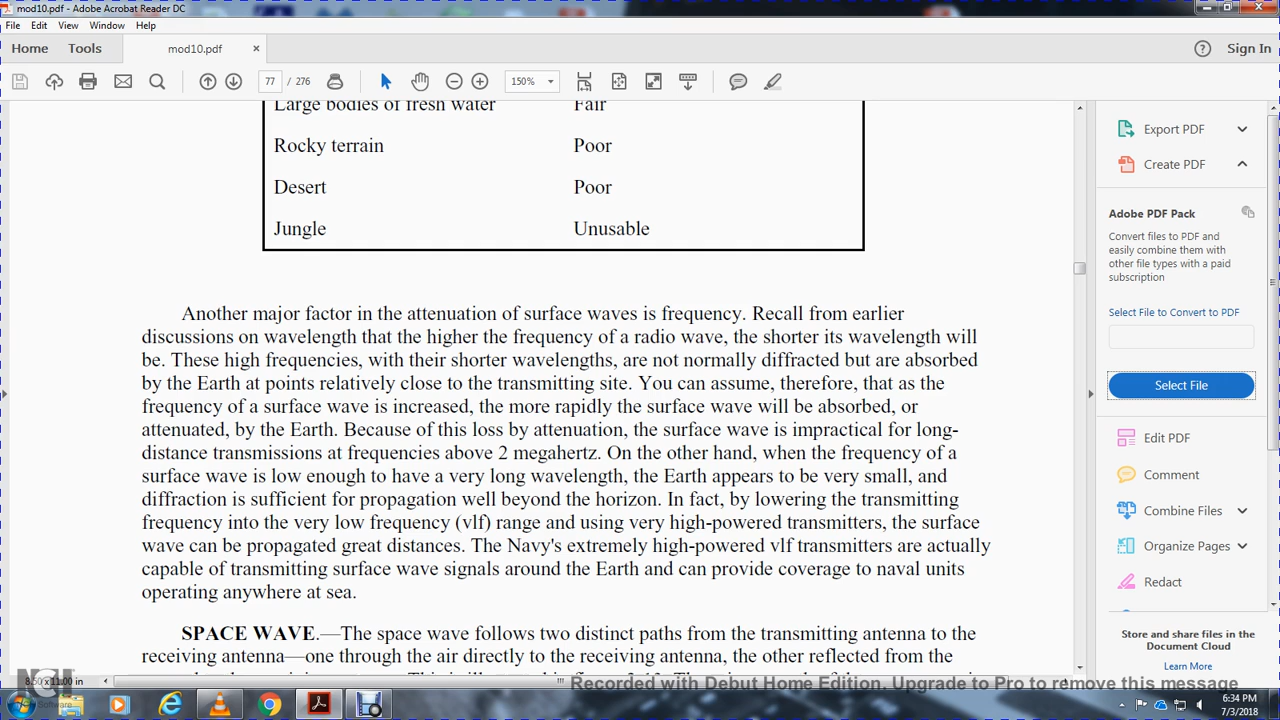 mod10.pdf - Adobe Acrobat Reader DC
File Edit View Window Help
Home Tools mod10.pdf × Sign In
77 / 276 150%
Large bodies of fresh water Fair
Rocky terrain Poor
Desert Poor
Jungle Unusable
Another major factor in the attenuation of surface waves is frequency. Recall from earlier
discussions on wavelength that the higher the frequency of a radio wave, the shorter its wavelength will
be. These high frequencies, with their shorter wavelengths, are not normally diffracted but are absorbed
by the Earth at points relatively close to the transmitting site. You can assume, therefore, that as the
frequency of a surface wave is increased, the more rapidly the surface wave will be absorbed, or
attenuated, by the Earth. Because of this loss by attenuation, the surface wave is impractical for long-
distance transmissions at frequencies above 2 megahertz. On the other hand, when the frequency of a
surface wave is low enough to have a very long wavelength, the Earth appears to be very small, and
diffraction is sufficient for propagation well beyond the horizon. In fact, by lowering the transmitting
frequency into the very low frequency (vlf) range and using very high-powered transmitters, the surface
wave can be propagated great distances. The Navy's extremely high-powered vlf transmitters are actually
capable of transmitting surface wave signals around the Earth and can provide coverage to naval units
operating anywhere at sea.
SPACE WAVE.—The space wave follows two distinct paths from the transmitting antenna to the
receiving antenna—one through the air directly to the receiving antenna, the other reflected from the
Export PDF
Create PDF
Adobe PDF Pack
Convert files to PDF and
easily combine them with
other file types with a paid
subscription
Select File to Convert to PDF
Select File
Edit PDF
Comment
Combine Files
Organize Pages
Redact
Store and share files in the
Document Cloud
Learn More
8.50 x 11.00 in
NCH
Software
Recorded with Debut Home Edition. Upgrade to Pro to remove this message
6:34 PM
7/3/2018